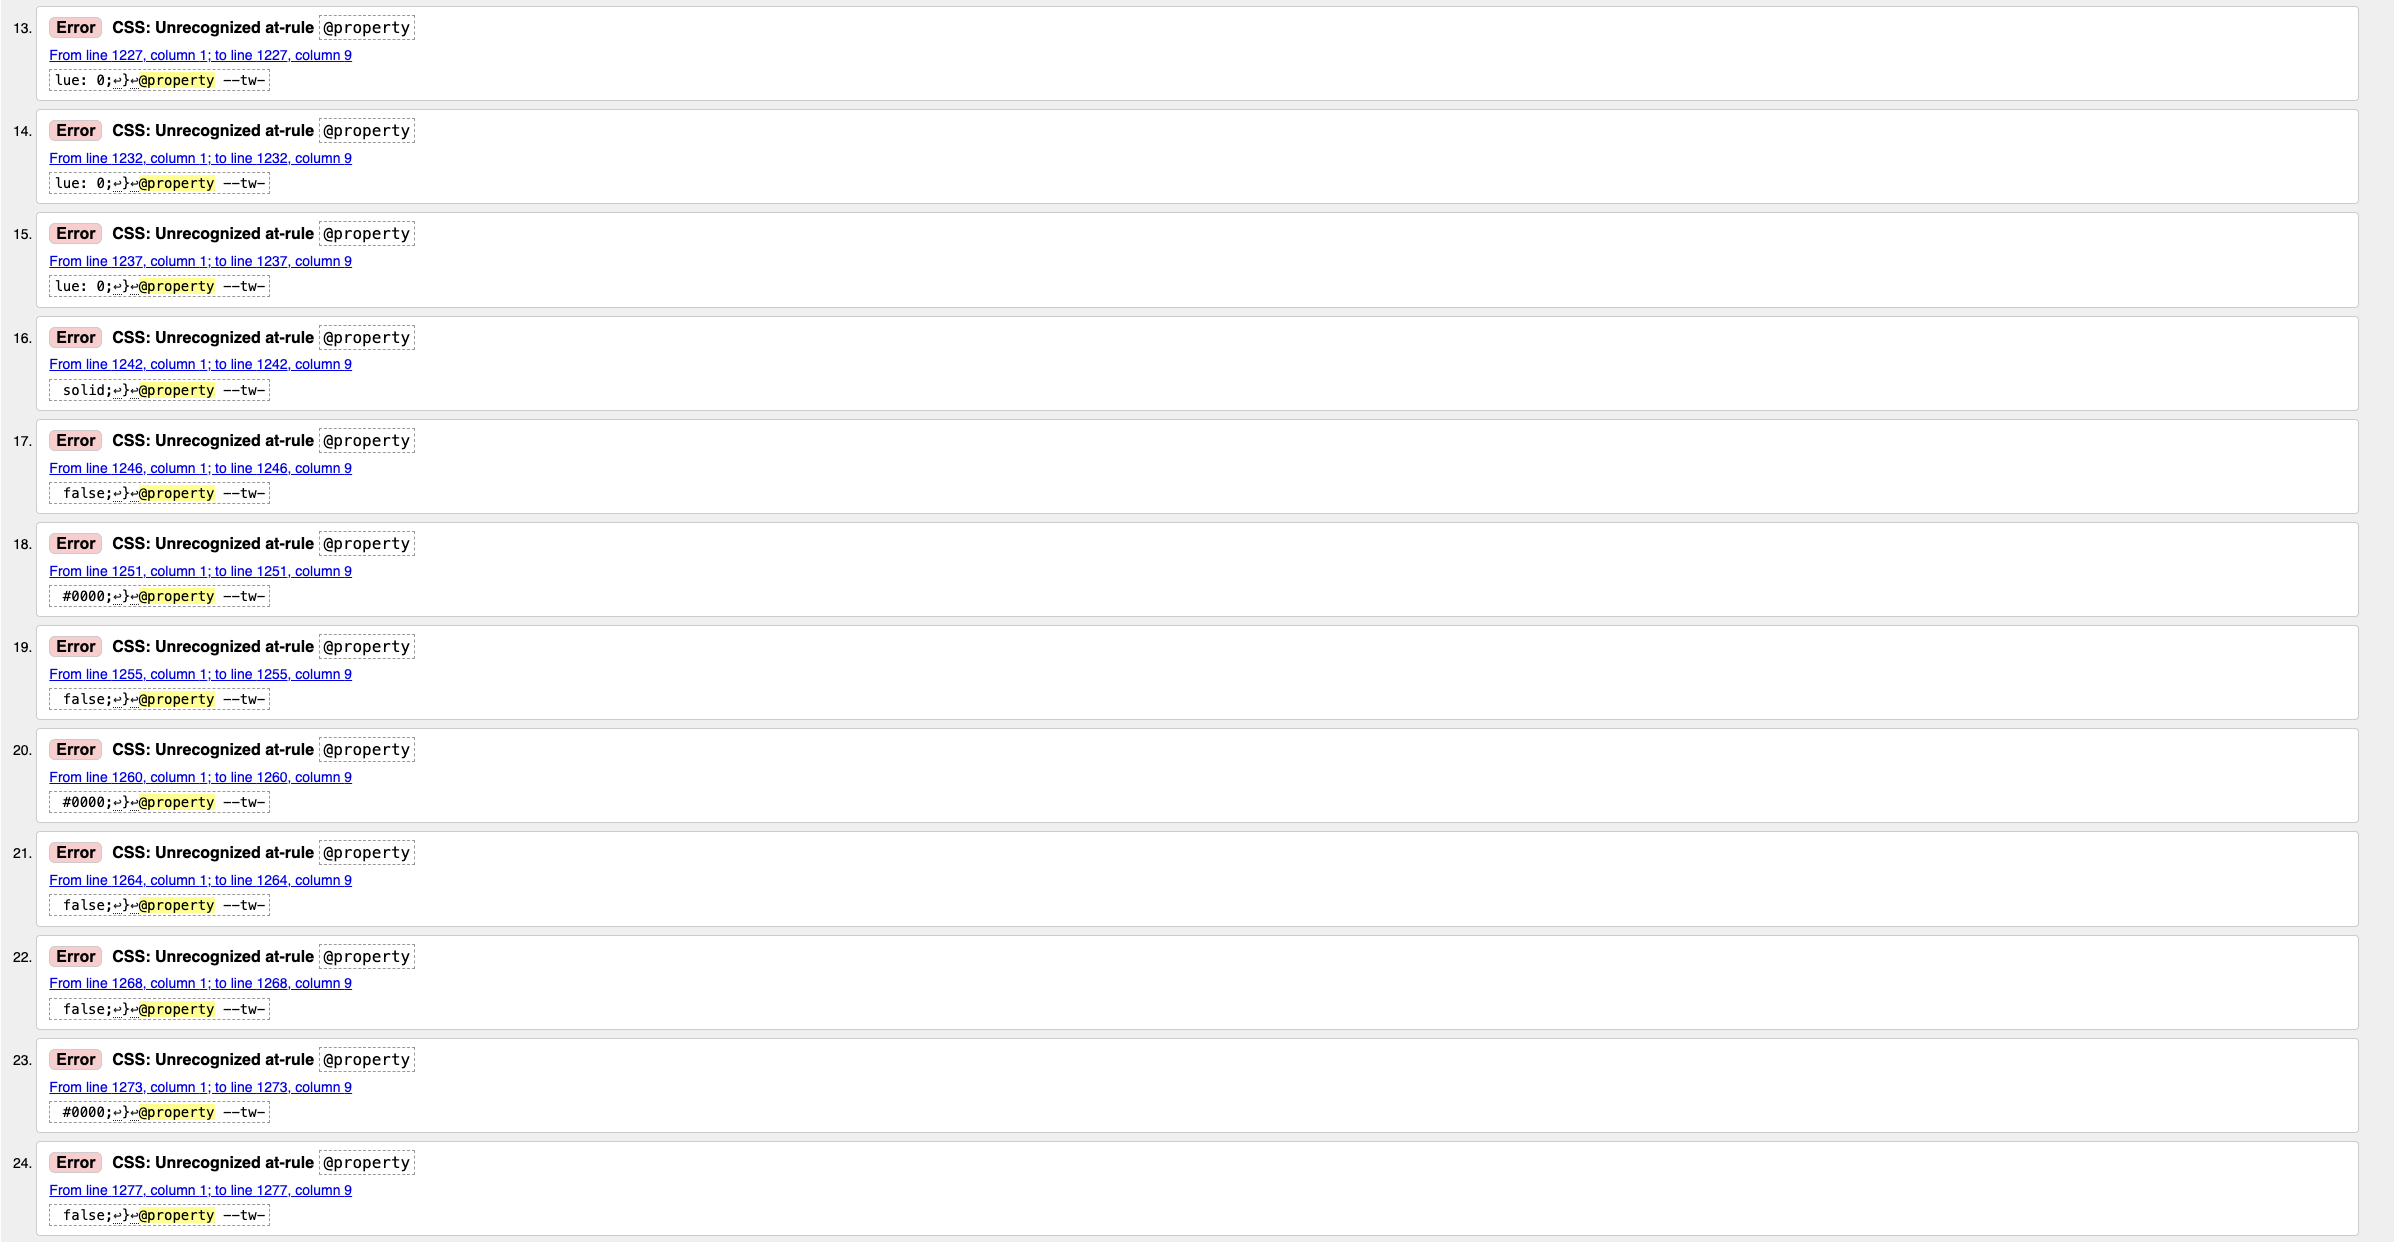 13. Error CSS: Unrecognized at-rule @property
From line 1227, column 1; to line 1227, column 9
lue: 0;↩}↩@property --tw-
14. Error CSS: Unrecognized at-rule @property
From line 1232, column 1; to line 1232, column 9
lue: 0;↩}↩@property --tw-
15. Error CSS: Unrecognized at-rule @property
From line 1237, column 1; to line 1237, column 9
lue: 0;↩}↩@property --tw-
16. Error CSS: Unrecognized at-rule @property
From line 1242, column 1; to line 1242, column 9
solid;↩}↩@property --tw-
17. Error CSS: Unrecognized at-rule @property
From line 1246, column 1; to line 1246, column 9
false;↩}↩@property --tw-
18. Error CSS: Unrecognized at-rule @property
From line 1251, column 1; to line 1251, column 9
#0000;↩}↩@property --tw-
19. Error CSS: Unrecognized at-rule @property
From line 1255, column 1; to line 1255, column 9
false;↩}↩@property --tw-
20. Error CSS: Unrecognized at-rule @property
From line 1260, column 1; to line 1260, column 9
#0000;↩}↩@property --tw-
21. Error CSS: Unrecognized at-rule @property
From line 1264, column 1; to line 1264, column 9
false;↩}↩@property --tw-
22. Error CSS: Unrecognized at-rule @property
From line 1268, column 1; to line 1268, column 9
false;↩}↩@property --tw-
23. Error CSS: Unrecognized at-rule @property
From line 1273, column 1; to line 1273, column 9
#0000;↩}↩@property --tw-
24. Error CSS: Unrecognized at-rule @property
From line 1277, column 1; to line 1277, column 9
false;↩}↩@property --tw-